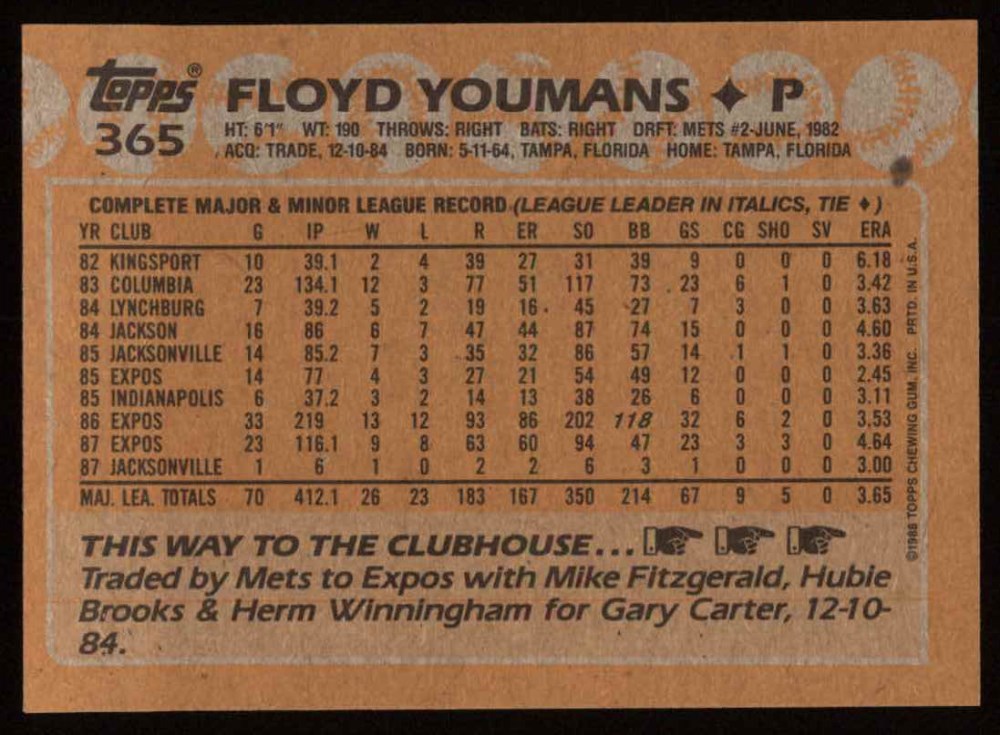 topps® FLOYD YOUMANS ✦ P
365
HT: 6'1" WT: 190 THROWS: RIGHT BATS: RIGHT DRFT: METS #2-JUNE, 1982
ACQ: TRADE, 12-10-84 BORN: 5-11-64, TAMPA, FLORIDA HOME: TAMPA, FLORIDA
COMPLETE MAJOR & MINOR LEAGUE RECORD (LEAGUE LEADER IN ITALICS, TIE ♦)
YR CLUB G IP W L R ER SO BB GS CG SHO SV ERA
82 KINGSPORT 10 39.1 2 4 39 27 31 39 9 0 0 0 6.18
83 COLUMBIA 23 134.1 12 3 77 51 117 73 23 6 1 0 3.42
84 LYNCHBURG 7 39.2 5 2 19 16 45 27 7 3 0 0 3.63
84 JACKSON 16 86 6 7 47 44 87 74 15 0 0 0 4.60
85 JACKSONVILLE 14 85.2 7 3 35 32 86 57 14 1 1 0 3.36
85 EXPOS 14 77 4 3 27 21 54 49 12 0 0 0 2.45
85 INDIANAPOLIS 6 37.2 3 2 14 13 38 26 6 0 0 0 3.11
86 EXPOS 33 219 13 12 93 86 202 118 32 6 2 0 3.53
87 EXPOS 23 116.1 9 8 63 60 94 47 23 3 3 0 4.64
87 JACKSONVILLE 1 6 1 0 2 2 6 3 1 0 0 0 3.00
MAJ. LEA. TOTALS 70 412.1 26 23 183 167 350 214 67 9 5 0 3.65
THIS WAY TO THE CLUBHOUSE...
Traded by Mets to Expos with Mike Fitzgerald, Hubie
Brooks & Herm Winningham for Gary Carter, 12-10-
84.
©1988 TOPPS CHEWING GUM, INC. PRTD. IN U.S.A.